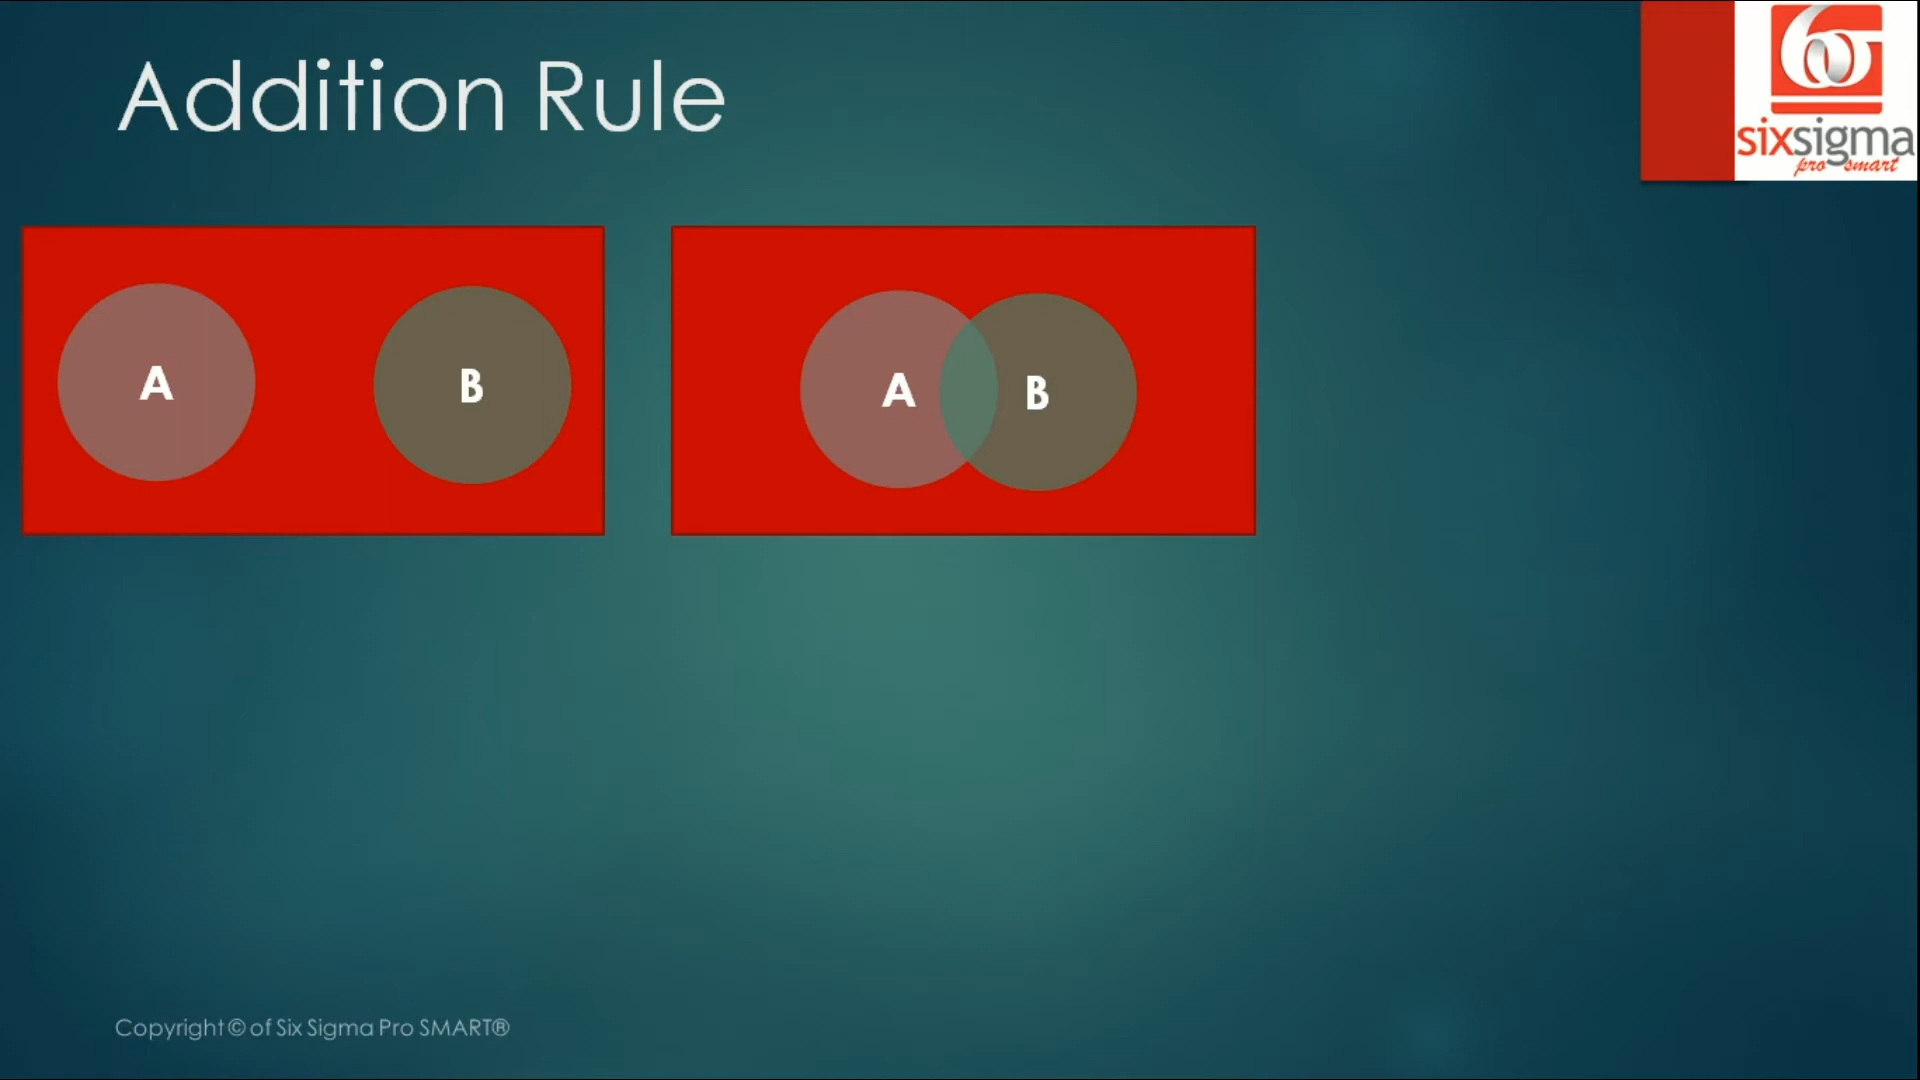 Addition Rule
sixsigma
pro smart
A
B
A
B
Copyright © of Six Sigma Pro SMART®